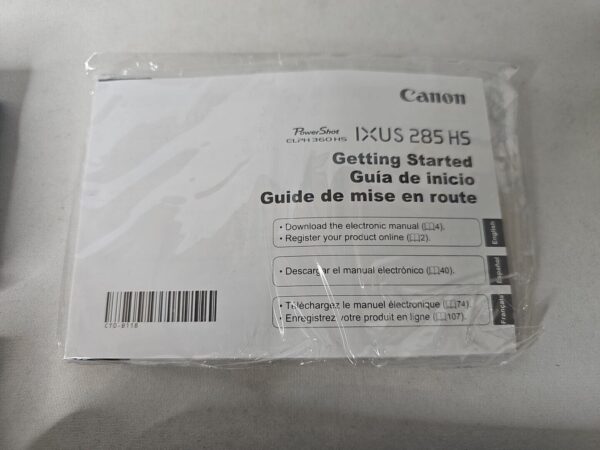 Canon
PowerShot ELPH 360 HS IXUS 285 HS
Getting Started
Guía de inicio
Guide de mise en route
• Download the electronic manual (📖4).
• Register your product online (📖2).
English
• Descargar el manual electrónico (📖40).
Español
• Téléchargez le manuel électronique (📖74).
• Enregistrez votre produit en ligne (📖107).
Français
CT0-B118